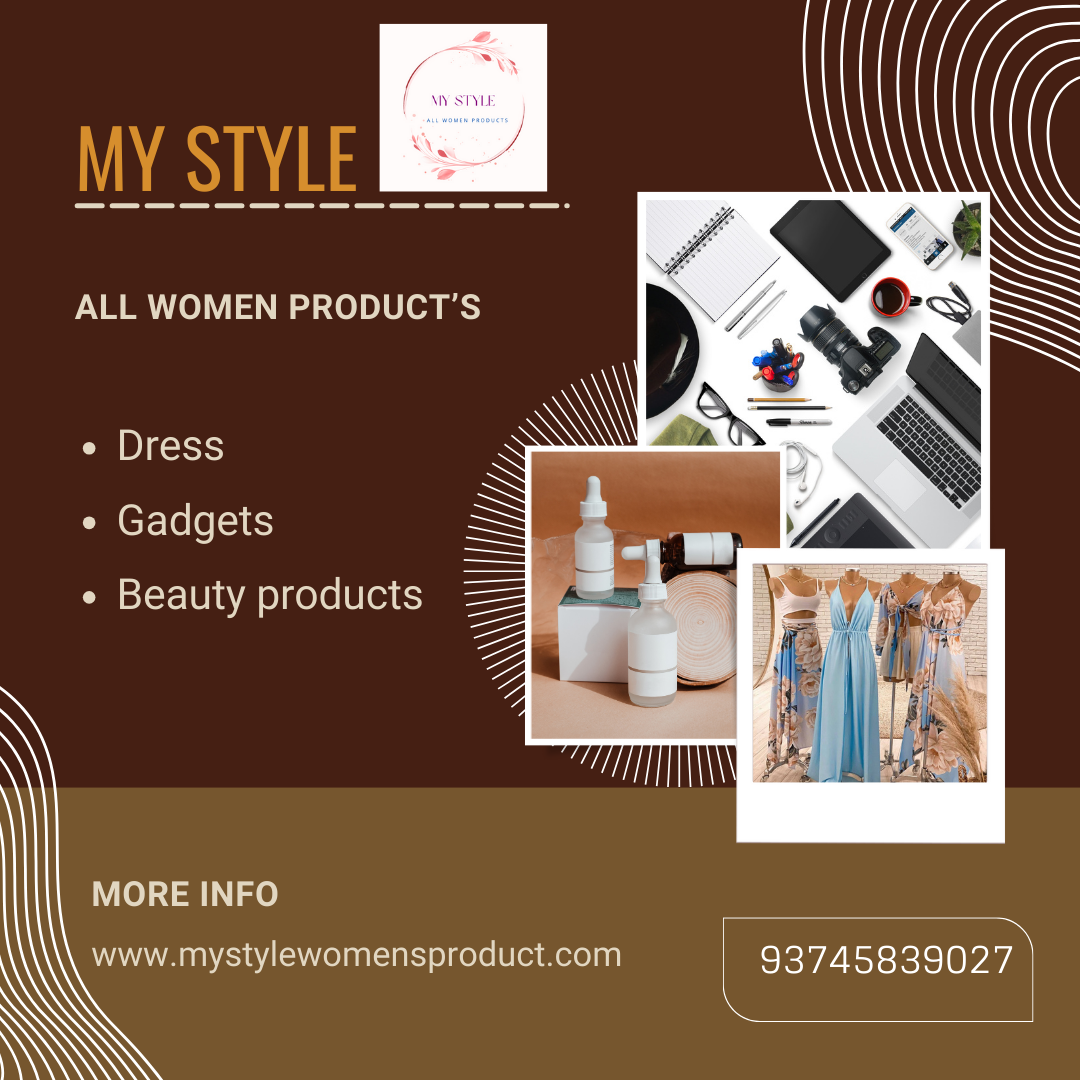 MY STYLE
MY STYLE
ALL WOMEN PRODUCTS
ALL WOMEN PRODUCT’S
• Dress
• Gadgets
• Beauty products
MORE INFO
www.mystylewomensproduct.com
93745839027